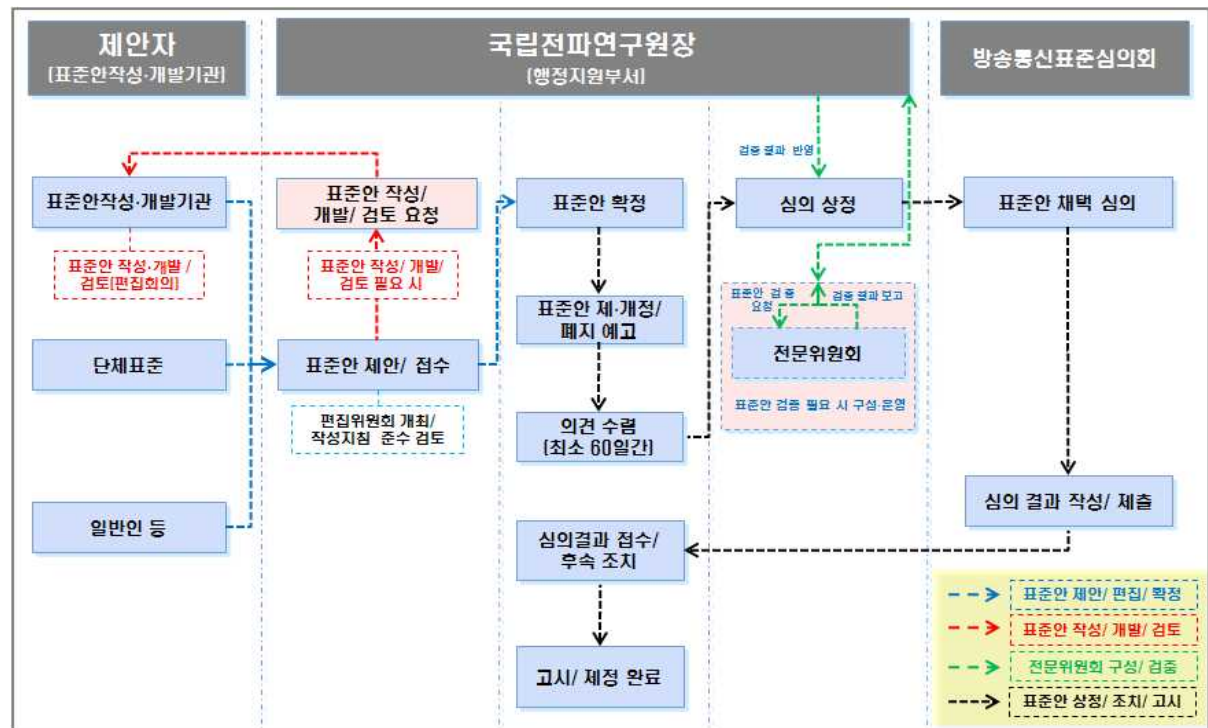 제안자
[표준안작성·개발기관]
국립전파연구원장
[행정지원부서]
방송통신표준심의회
검증 결과 반영
표준안작성·개발기관
표준안 작성/
개발/ 검토 요청
표준안 확정
심의 상정
표준안 채택 심의
표준안 작성·개발 /
검토[편집회의]
표준안 작성/ 개발/
검토 필요 시
표준안 제·개정/
폐지 예고
표준안 검 증
요청
검증 결과 보고
전문위원회
표준안 검증 필요 시 구성·운영
단체표준
표준안 제안/ 접수
편집위원회 개최/
작성지침 준수 검토
의견 수렴
(최소 60일간)
일반인 등
심의 결과 작성/ 제출
심의결과 접수/
후속 조치
고시/ 제정 완료
표준안 제안/ 편집/ 확정
표준안 작성/ 개발/ 검토
전문위원회 구성/ 검증
표준안 상정/ 조치/ 고시